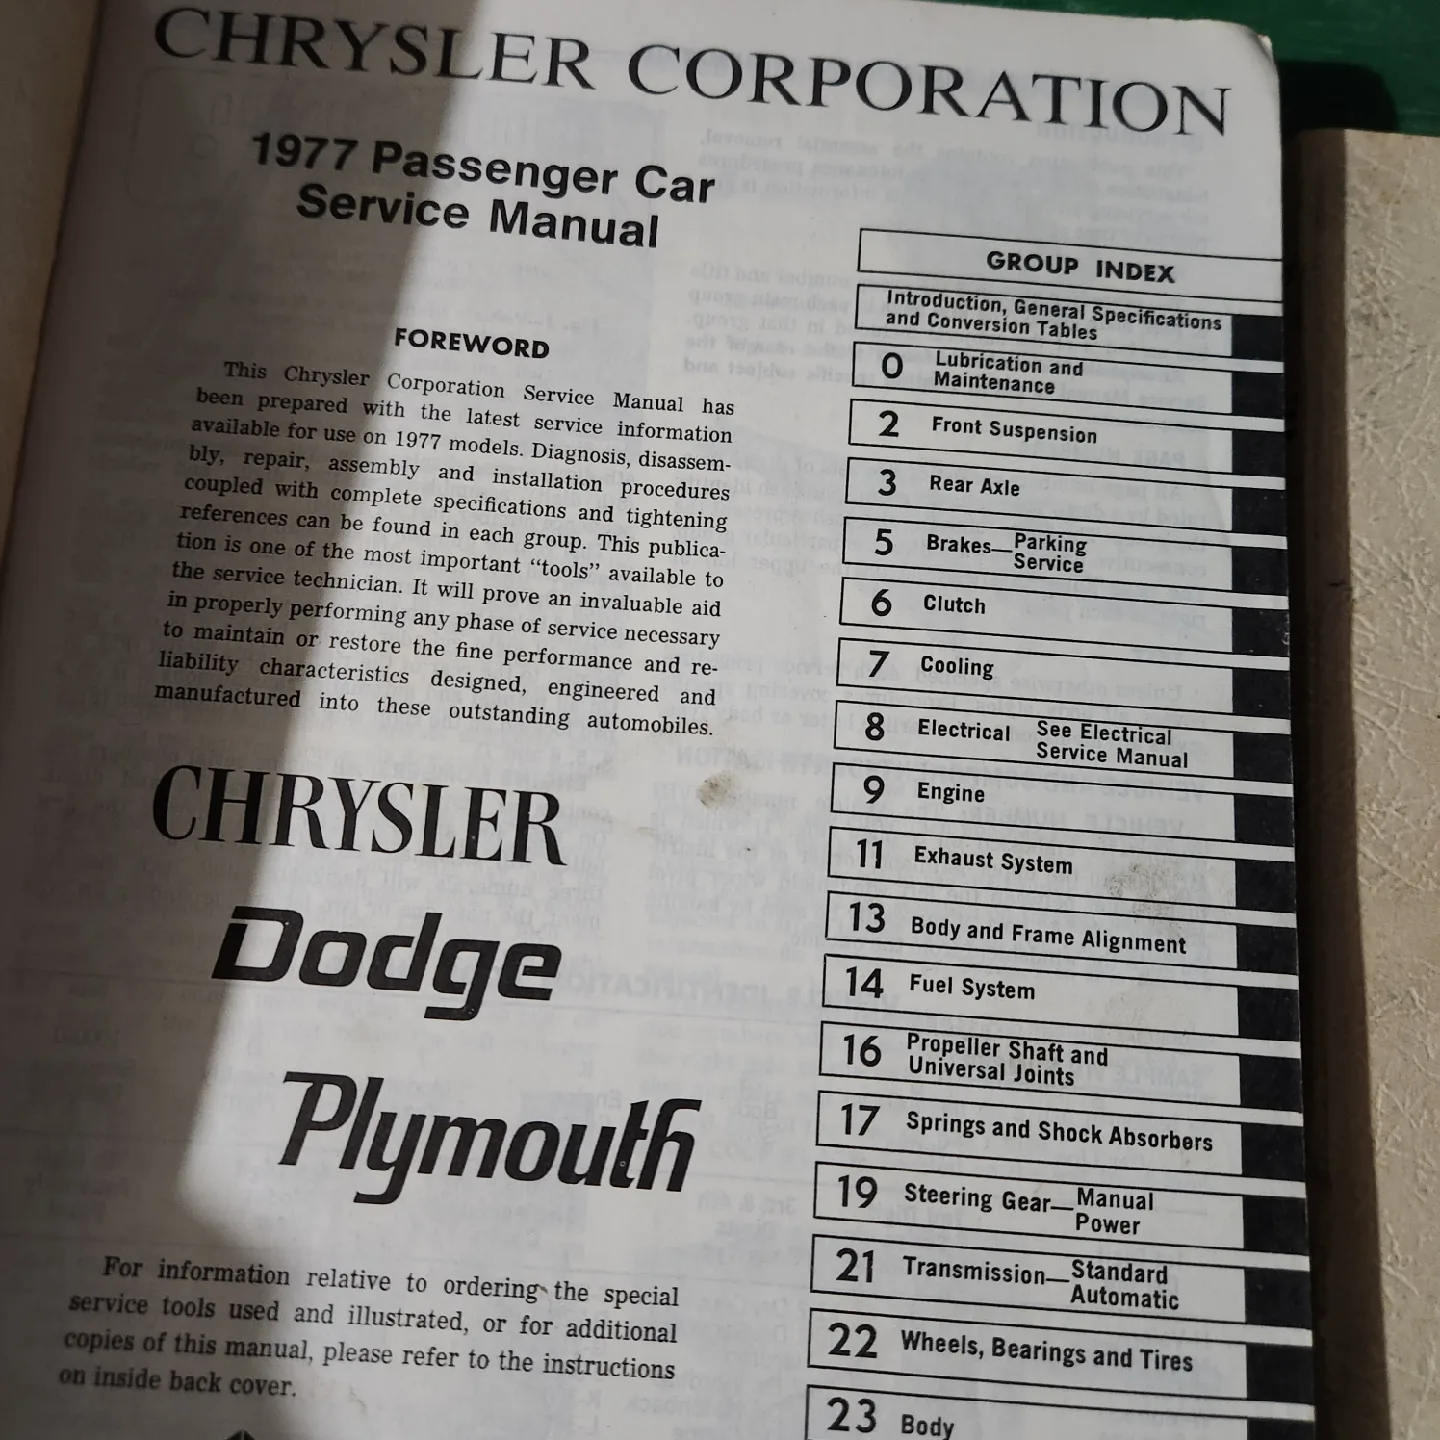 CHRYSLER CORPORATION
1977 Passenger Car
Service Manual
FOREWORD
This Chrysler Corporation Service Manual has
been prepared with the latest service information
available for use on 1977 models. Diagnosis, disassem-
bly, repair, assembly and installation procedures
coupled with complete specifications and tightening
references can be found in each group. This publica-
tion is one of the most important "tools" available to
the service technician. It will prove an invaluable aid
in properly performing any phase of service necessary
to maintain or restore the fine performance and re-
liability characteristics designed, engineered and
manufactured into these outstanding automobiles.
CHRYSLER
Dodge
Plymouth
For information relative to ordering the special
service tools used and illustrated, or for additional
copies of this manual, please refer to the instructions
on inside back cover.
GROUP INDEX
Introduction, General Specifications
and Conversion Tables
0 Lubrication and
Maintenance
2 Front Suspension
3 Rear Axle
5 Brakes—Parking
Service
6 Clutch
7 Cooling
8 Electrical See Electrical
Service Manual
9 Engine
11 Exhaust System
13 Body and Frame Alignment
14 Fuel System
16 Propeller Shaft and
Universal Joints
17 Springs and Shock Absorbers
19 Steering Gear—Manual
Power
21 Transmission—Standard
Automatic
22 Wheels, Bearings and Tires
23 Body